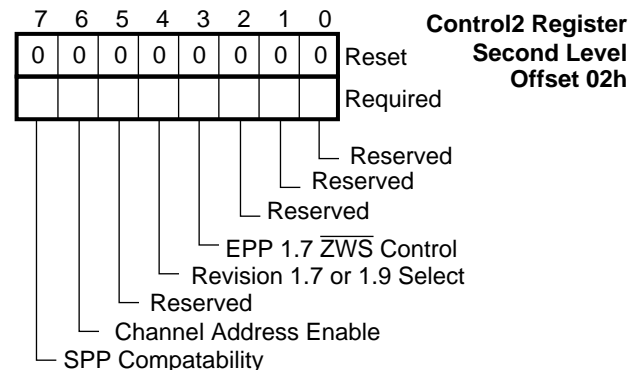 7 6 5 4 3 2 1 0
Control2 Register
Second Level
Offset 02h
0 0 0 0 0 0 0 0 Reset
Required
Reserved
Reserved
Reserved
EPP 1.7 Z̅W̅S̅ Control
Revision 1.7 or 1.9 Select
Reserved
Channel Address Enable
SPP Compatability